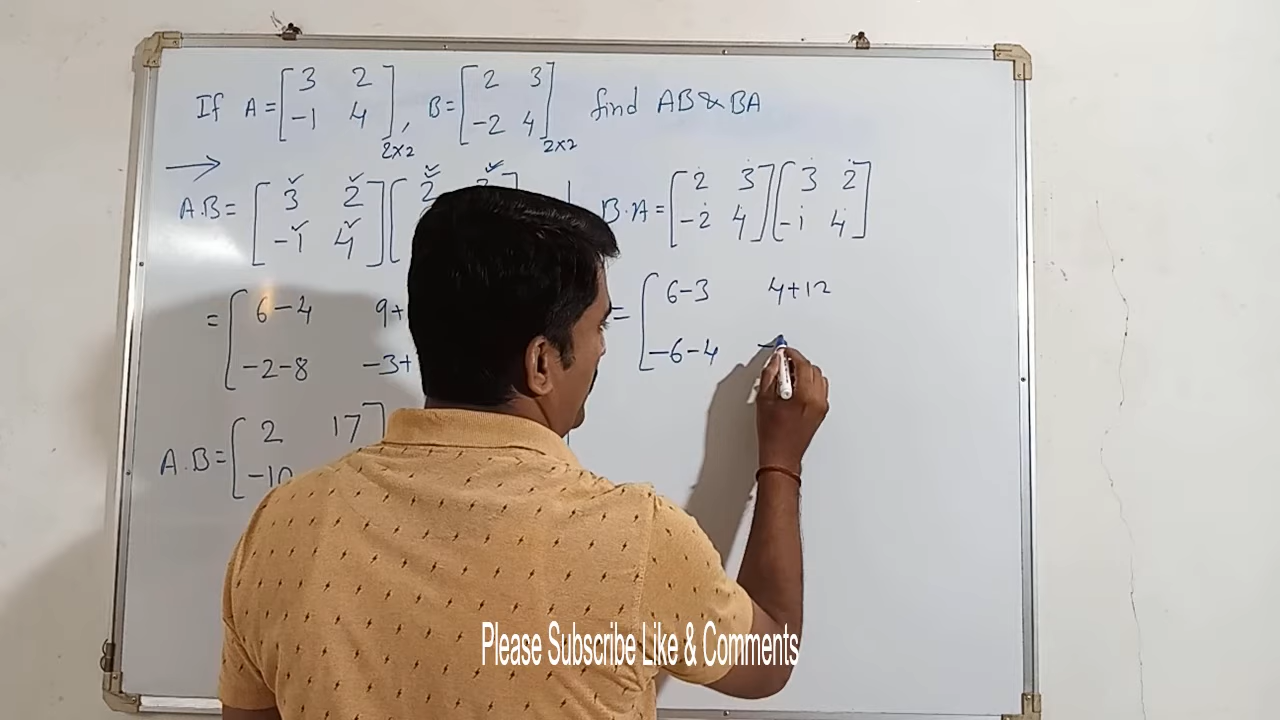 If A = [ 3 2 -1 4 ]2x2 , B = [ 2 3 -2 4 ]2x2 find AB & BA
→
A.B = [ 3 2 -1 4 ] [ 2
= [ 6-4 9+
-2-8 -3+
A.B = [ 2 17 ]
-10
B.A = [ 2 3 -2 4 ] [ 3 2 -1 4 ]
= [ 6-3 4+12
-6-4 -
Please Subscribe Like & Comments